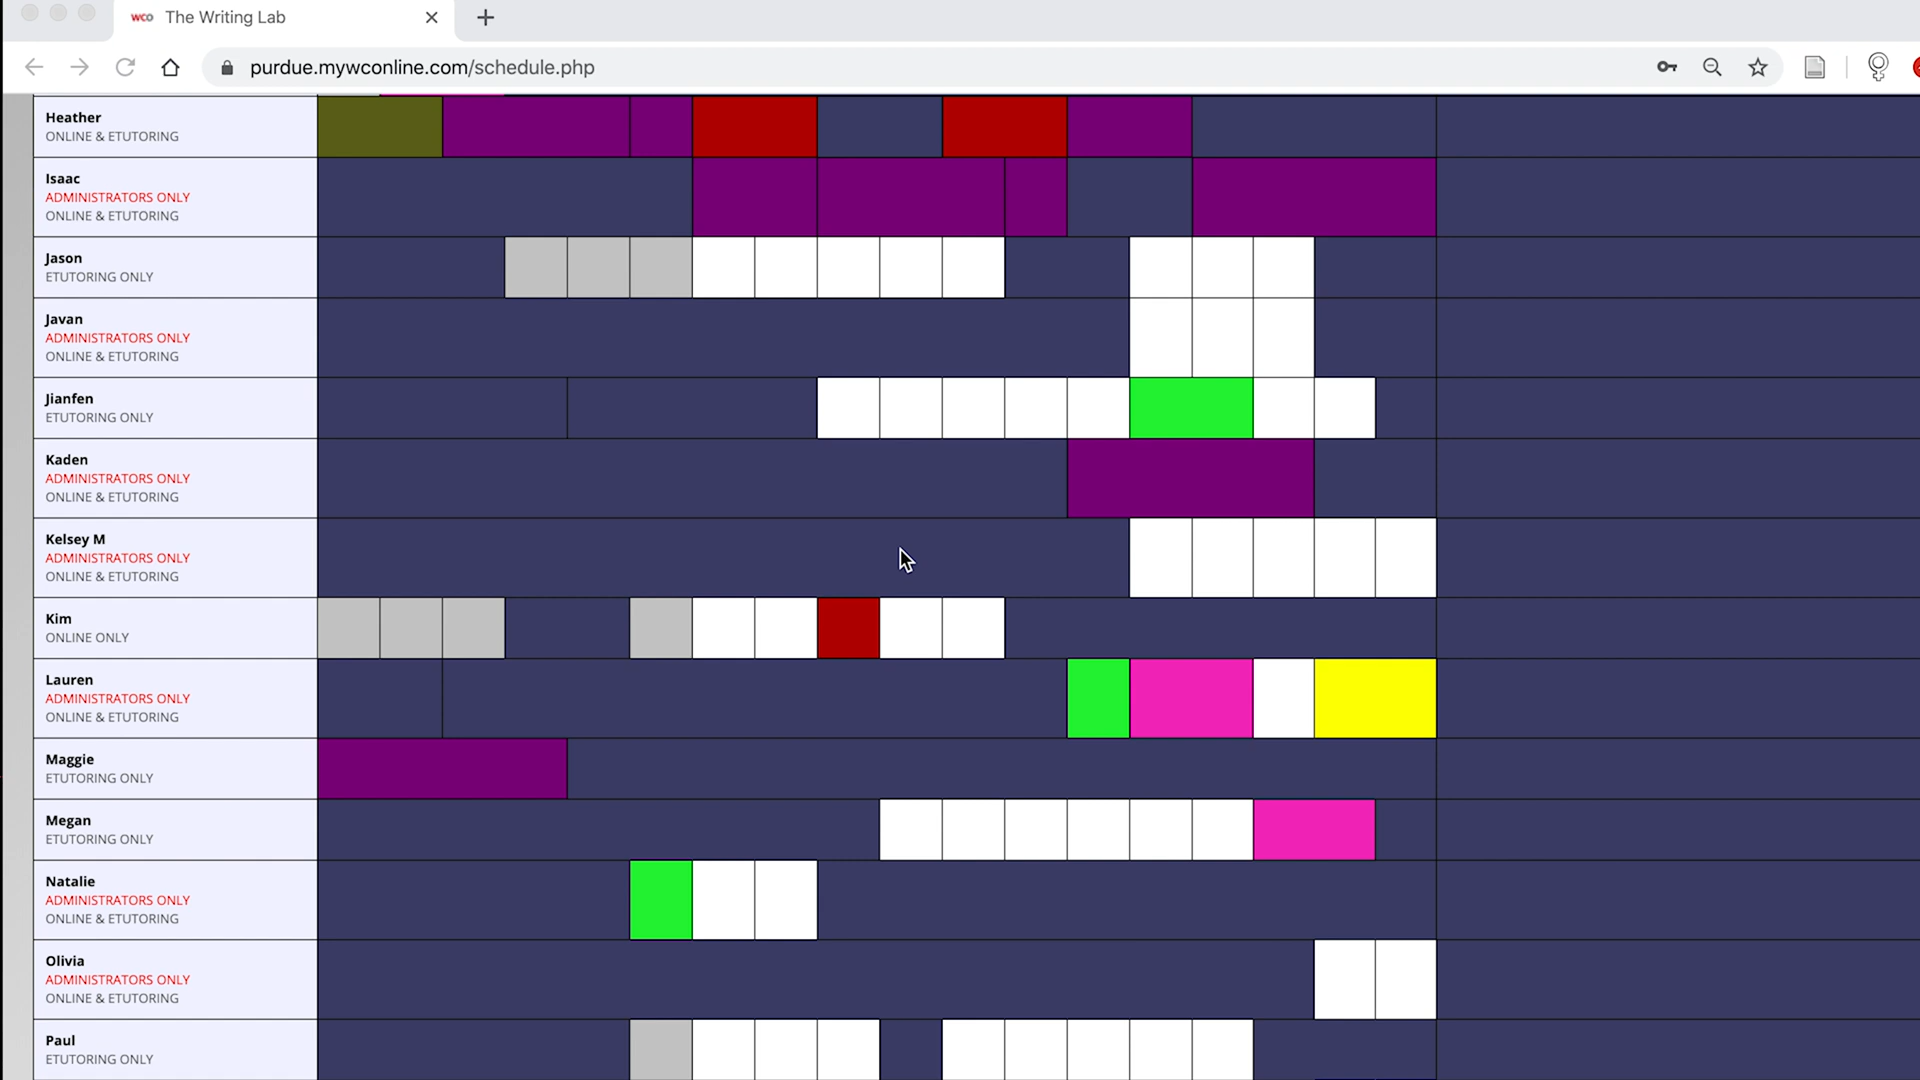 wco The Writing Lab
purdue.mywconline.com/schedule.php
Heather
ONLINE & ETUTORING
Isaac
ADMINISTRATORS ONLY
ONLINE & ETUTORING
Jason
ETUTORING ONLY
Javan
ADMINISTRATORS ONLY
ONLINE & ETUTORING
Jianfen
ETUTORING ONLY
Kaden
ADMINISTRATORS ONLY
ONLINE & ETUTORING
Kelsey M
ADMINISTRATORS ONLY
ONLINE & ETUTORING
Kim
ONLINE ONLY
Lauren
ADMINISTRATORS ONLY
ONLINE & ETUTORING
Maggie
ETUTORING ONLY
Megan
ETUTORING ONLY
Natalie
ADMINISTRATORS ONLY
ONLINE & ETUTORING
Olivia
ADMINISTRATORS ONLY
ONLINE & ETUTORING
Paul
ETUTORING ONLY